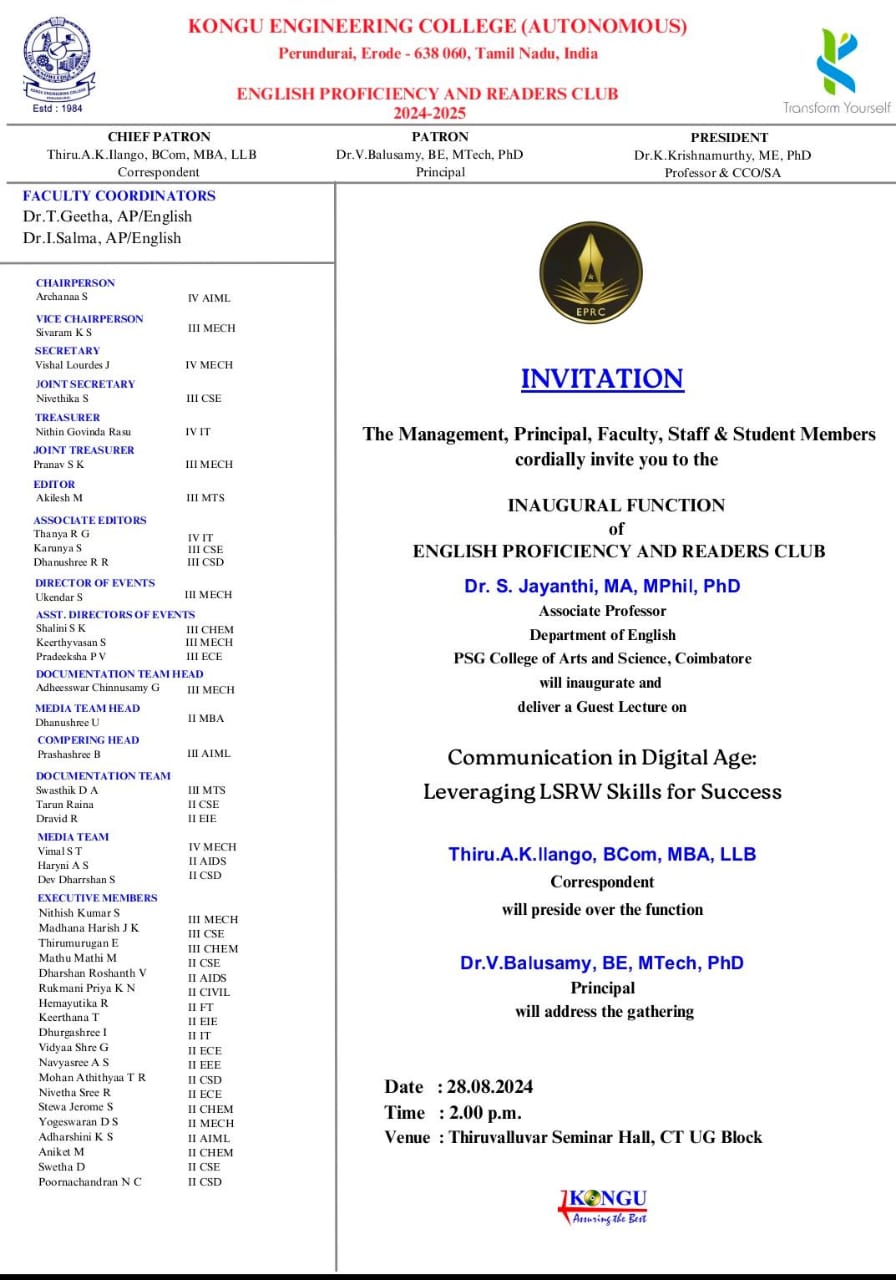 KONGU ENGINEERING COLLEGE (AUTONOMOUS)
Perundurai, Erode - 638 060, Tamil Nadu, India
ENGLISH PROFICIENCY AND READERS CLUB
2024-2025
Estd : 1984
Transform Yourself
CHIEF PATRON
Thiru.A.K.Ilango, BCom, MBA, LLB
Correspondent
PATRON
Dr.V.Balusamy, BE, MTech, PhD
Principal
PRESIDENT
Dr.K.Krishnamurthy, ME, PhD
Professor & CCO/SA
FACULTY COORDINATORS
Dr.T.Geetha, AP/English
Dr.I.Salma, AP/English
CHAIRPERSON
Archanaa S IV AIML
VICE CHAIRPERSON
Sivaram K S III MECH
SECRETARY
Vishal Lourdes J IV MECH
JOINT SECRETARY
Nivethika S III CSE
TREASURER
Nithin Govinda Rasu IV IT
JOINT TREASURER
Pranav S K III MECH
EDITOR
Akilesh M III MTS
ASSOCIATE EDITORS
Thanya R G IV IT
Karunya S III CSE
Dhanushree R R III CSD
DIRECTOR OF EVENTS
Ukendar S III MECH
ASST. DIRECTORS OF EVENTS
Shalini S K III CHEM
Keerthyvasan S III MECH
Pradeeksha P V III ECE
DOCUMENTATION TEAM HEAD
Adheesswar Chinnusamy G III MECH
MEDIA TEAM HEAD
Dhanushree U II MBA
COMPERING HEAD
Prashashree B III AIML
DOCUMENTATION TEAM
Swasthik D A III MTS
Tarun Raina II CSE
Dravid R II EIE
MEDIA TEAM
Vimal S T IV MECH
Haryni A S II AIDS
Dev Dharrshan S II CSD
EXECUTIVE MEMBERS
Nithish Kumar S III MECH
Madhana Harish J K III CSE
Thirumurugan E III CHEM
Mathu Mathi M II CSE
Dharshan Roshanth V II AIDS
Rukmani Priya K N II CIVIL
Hemayutika R II FT
Keerthana T II EIE
Dhurgashree I II IT
Vidyaa Shre G II ECE
Navyasree A S II EEE
Mohan Athithyaa T R II CSD
Nivetha Sree R II ECE
Stewa Jerome S II CHEM
Yogeswaran D S II MECH
Adharshini K S II AIML
Aniket M II CHEM
Swetha D II CSE
Poornachandran N C II CSD
EPRC
INVITATION
The Management, Principal, Faculty, Staff & Student Members
cordially invite you to the
INAUGURAL FUNCTION
of
ENGLISH PROFICIENCY AND READERS CLUB
Dr. S. Jayanthi, MA, MPhil, PhD
Associate Professor
Department of English
PSG College of Arts and Science, Coimbatore
will inaugurate and
deliver a Guest Lecture on
Communication in Digital Age:
Leveraging LSRW Skills for Success
Thiru.A.K.Ilango, BCom, MBA, LLB
Correspondent
will preside over the function
Dr.V.Balusamy, BE, MTech, PhD
Principal
will address the gathering
Date : 28.08.2024
Time : 2.00 p.m.
Venue : Thiruvalluvar Seminar Hall, CT UG Block
KONGU
Assuring the Best